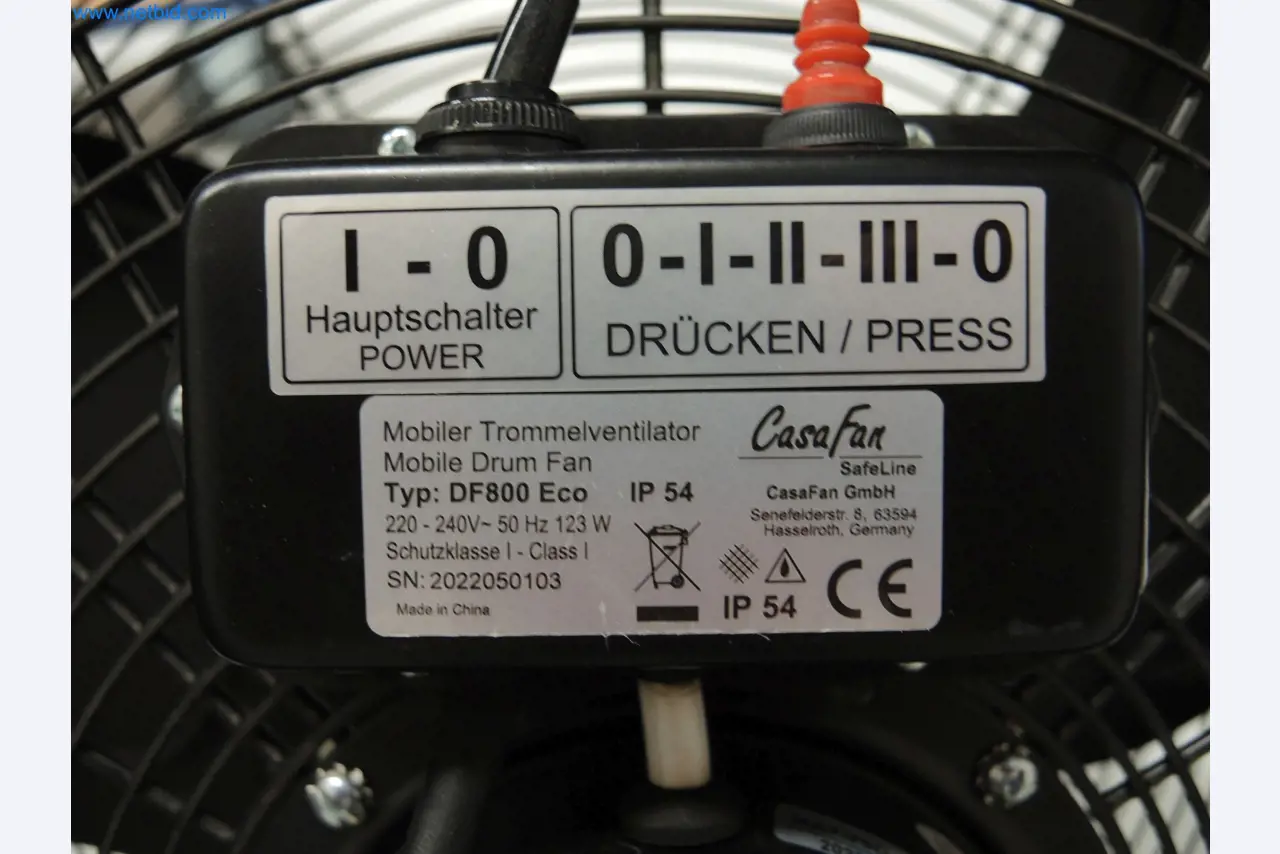 www.netbid.com
I - 0
Hauptschalter
POWER
0-I-II-III-0
DRÜCKEN / PRESS
Mobiler Trommelventilator
Mobile Drum Fan
Typ: DF800 Eco IP 54
220 - 240V~ 50 Hz 123 W
Schutzklasse I - Class I
SN: 2022050103
Made in China
CasaFan
SafeLine
CasaFan GmbH
Senefelderstr. 8, 63594
Hasselroth, Germany
IP 54
CE